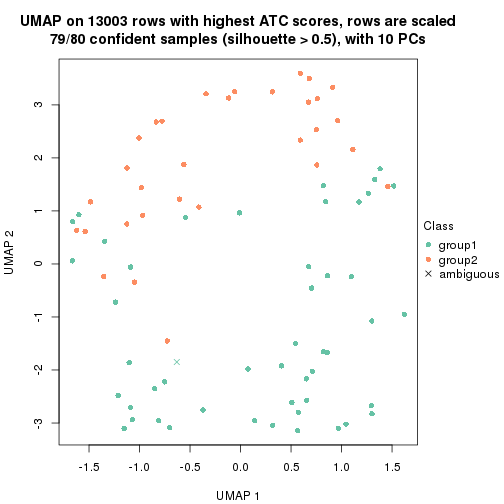 UMAP on 13003 rows with highest ATC scores, rows are scaled
79/80 confident samples (silhouette > 0.5), with 10 PCs
3
2
1
0
-1
-2
-3
UMAP 2
-1.5 -1.0 -0.5 0.0 0.5 1.0 1.5
UMAP 1
Class
group1
group2
ambiguous